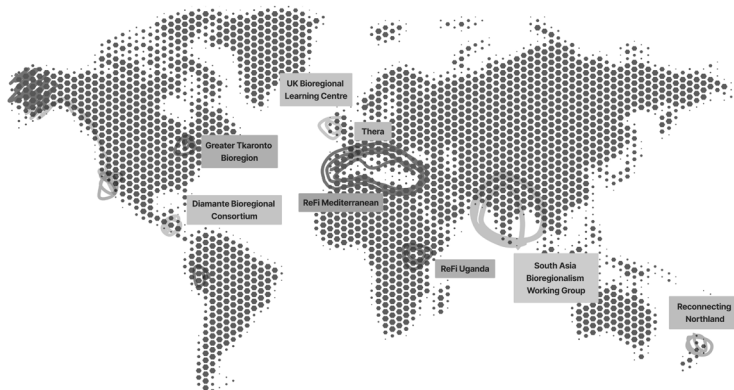 UK Bioregional
Learning Centre
Thera
Greater Tkaronto
Bioregion
Diamante Bioregional
Consortium
ReFi Mediterranean
ReFi Uganda
South Asia
Bioregionalism
Working Group
Reconnecting
Northland